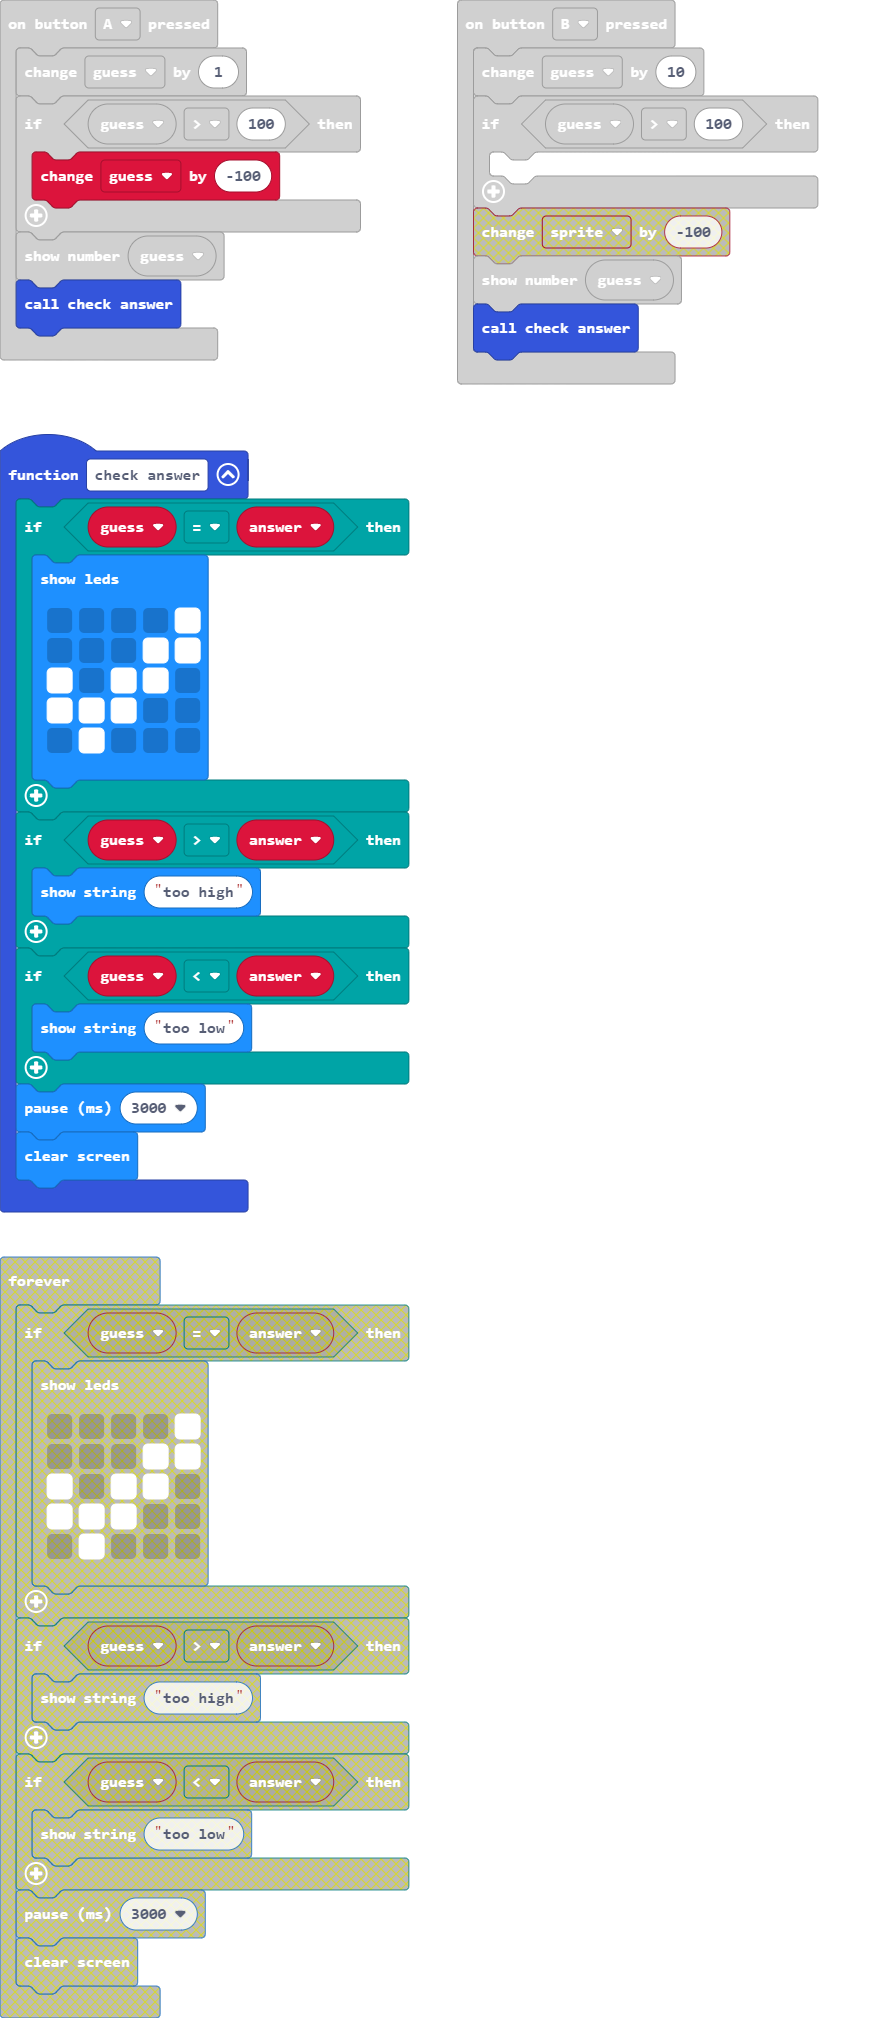 on button A pressed
change guess by 1
if guess > 100 then
change guess by -100
show number guess
call check answer
on button B pressed
change guess by 10
if guess > 100 then
change sprite by -100
show number guess
call check answer
function check answer
if guess = answer then
show leds
if guess > answer then
show string "too high"
if guess < answer then
show string "too low"
pause (ms) 3000
clear screen
forever
if guess = answer then
show leds
if guess > answer then
show string "too high"
if guess < answer then
show string "too low"
pause (ms) 3000
clear screen